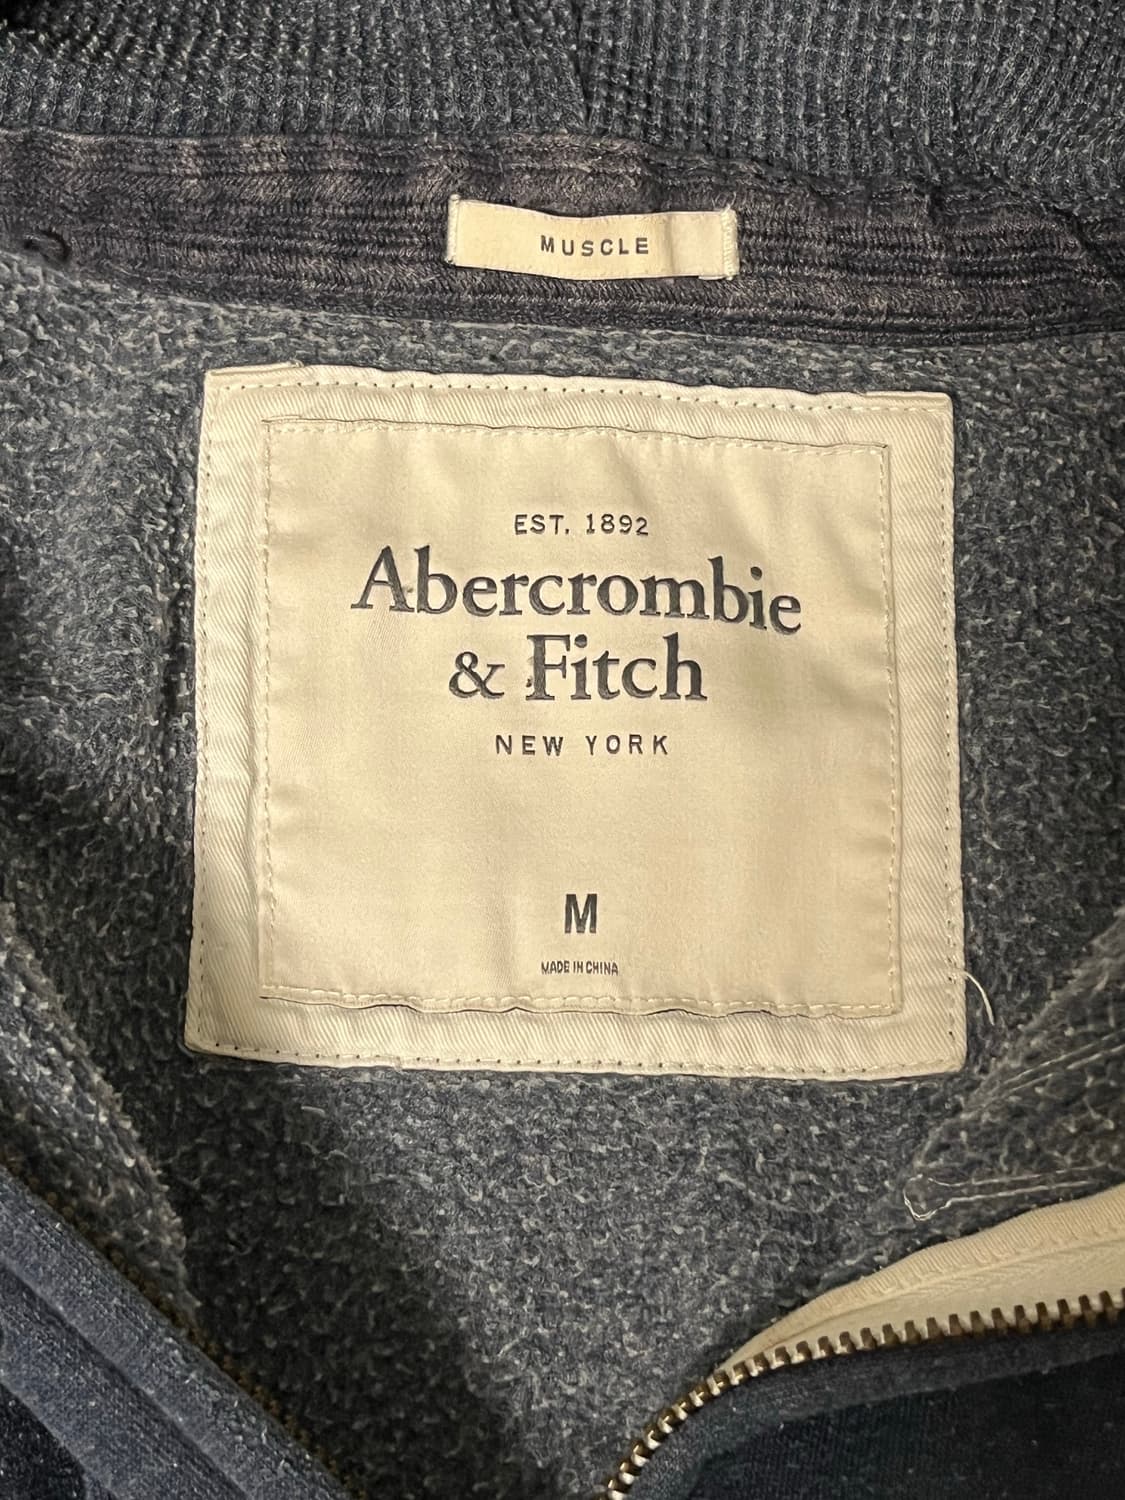 MUSCLE
EST. 1892
Abercrombie
& Fitch
NEW YORK
M
MADE IN CHINA